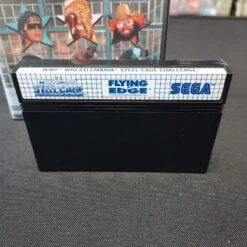 WWF WRESTLEMANIA STEEL CAGE CHALLENGE
STEEL CAGE
FLYING EDGE
SEGA